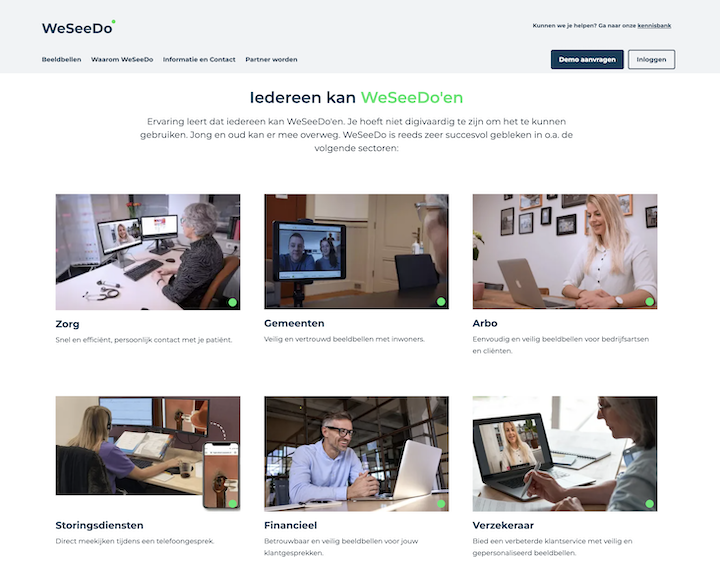 WeSeeDo
Kunnen we je helpen? Ga naar onze kennisbank
Beeldbellen Waarom WeSeeDo Informatie en Contact Partner worden
Demo aanvragen Inloggen
Iedereen kan WeSeeDo'en
Ervaring leert dat iedereen kan WeSeeDo'en. Je hoeft niet digivaardig te zijn om het te kunnen
gebruiken. Jong en oud kan er mee overweg. WeSeeDo is reeds zeer succesvol gebleken in o.a. de
volgende sectoren:
Zorg
Snel en efficiënt, persoonlijk contact met je patiënt.
Gemeenten
Veilig en vertrouwd beeldbellen met inwoners.
Arbo
Eenvoudig en veilig beeldbellen voor bedrijfsartsen
en cliënten.
Storingsdiensten
Direct meekijken tijdens een telefoongesprek.
Financieel
Betrouwbaar en veilig beeldbellen voor jouw
klantgesprekken.
Verzekeraar
Bied een verbeterde klantservice met veilig en
gepersonaliseerd beeldbellen.